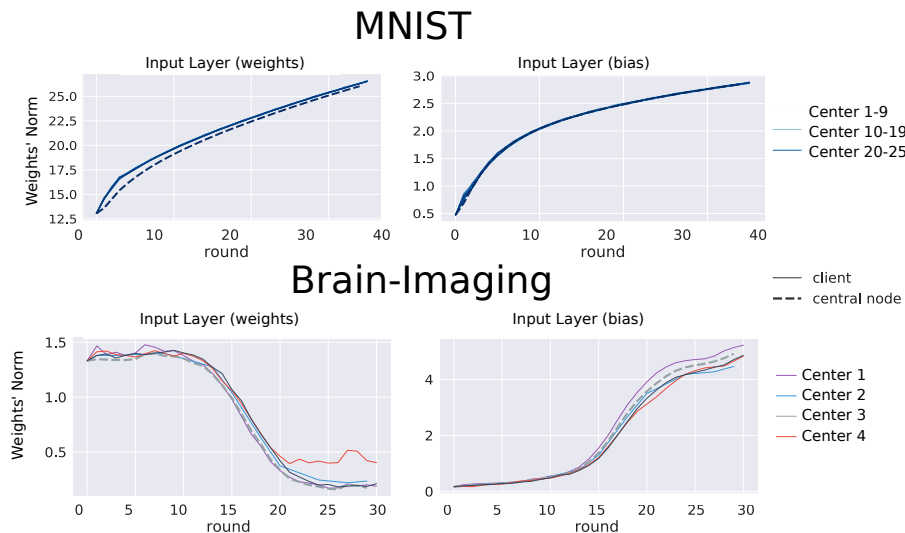 MNIST
Input Layer (weights)
Input Layer (bias)
Weights' Norm
25.0
22.5
20.0
17.5
15.0
12.5
0
10
20
30
40
round
3.0
2.5
2.0
1.5
1.0
0.5
0
10
20
30
40
round
Center 1-9
Center 10-19
Center 20-25
Brain-Imaging
client
central node
Input Layer (weights)
Input Layer (bias)
Weights' Norm
1.5
1.0
0.5
0
5
10
15
20
25
30
round
4
2
0
0
5
10
15
20
25
30
round
Center 1
Center 2
Center 3
Center 4